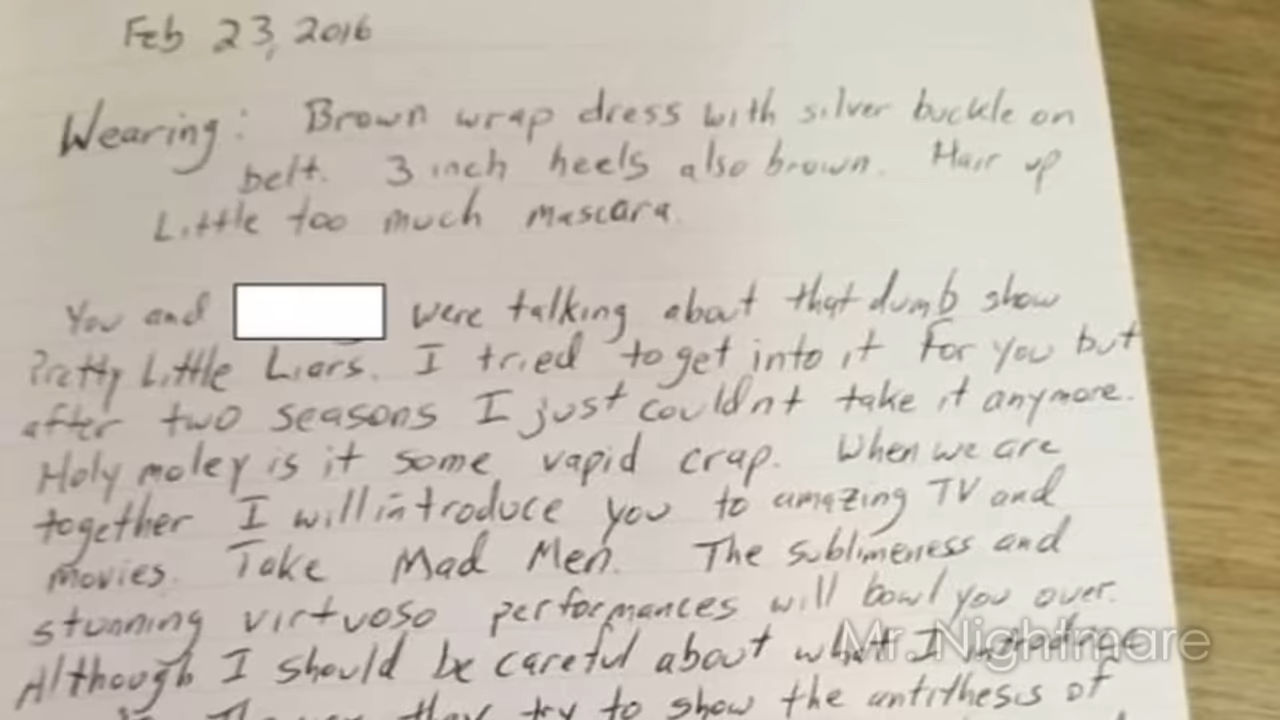 Feb 23, 2016
Wearing: Brown wrap dress with silver buckle on
belt. 3 inch heels also brown. Hair up
Little too much mascara.
You and were talking about that dumb show
Pretty Little Liars. I tried to get into it for you but
after two seasons I just couldnt take it anymore.
Holy moley is it some vapid crap. When we are
together I will introduce you to amazing TV and
movies. Take Mad Men. The sublimeness and
stunning virtuoso performances will bowl you over.
Mr. Nightmare
Although I should be careful about what I introduce
they try to show the antithesis of